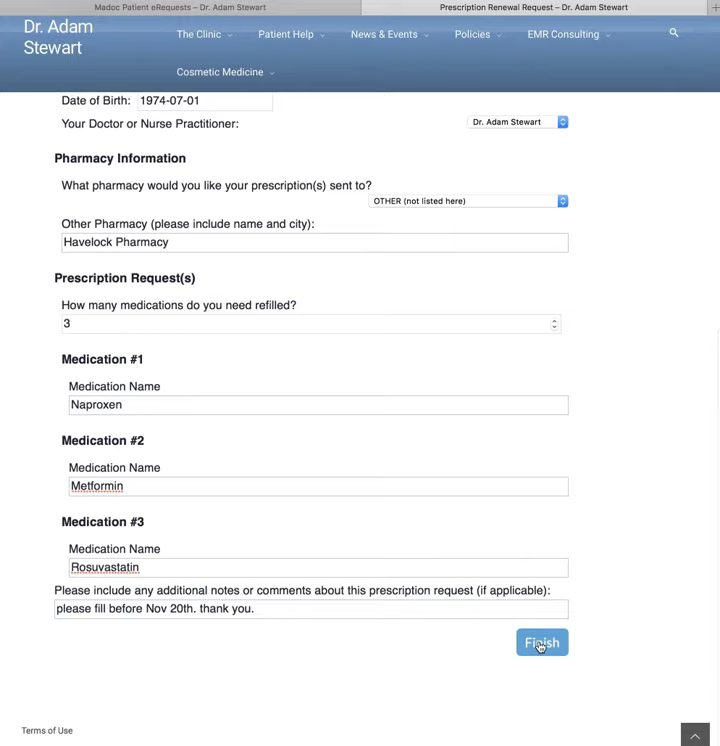 Madoc Patient eRequests – Dr. Adam Stewart
Prescription Renewal Request – Dr. Adam Stewart
Dr. Adam
Stewart
The Clinic
Patient Help
News & Events
Policies
EMR Consulting
Cosmetic Medicine
Date of Birth: 1974-07-01
Your Doctor or Nurse Practitioner: Dr. Adam Stewart
Pharmacy Information
What pharmacy would you like your prescription(s) sent to?
OTHER (not listed here)
Other Pharmacy (please include name and city):
Havelock Pharmacy
Prescription Request(s)
How many medications do you need refilled?
3
Medication #1
Medication Name
Naproxen
Medication #2
Medication Name
Metformin
Medication #3
Medication Name
Rosuvastatin
Please include any additional notes or comments about this prescription request (if applicable):
please fill before Nov 20th. thank you.
Finish
Terms of Use